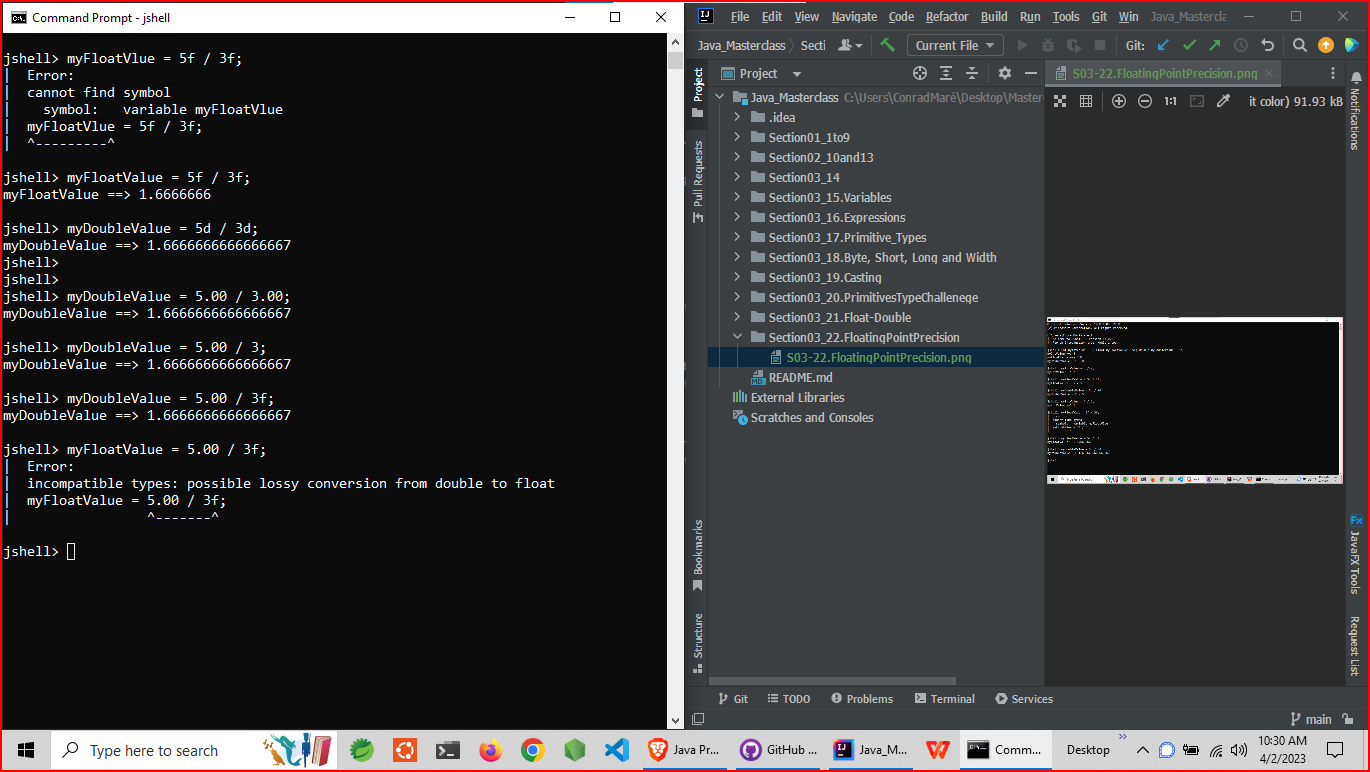 Command Prompt - jshell
jshell> myFloatVlue = 5f / 3f;
|  Error:
|  cannot find symbol
|    symbol:   variable myFloatVlue
|  myFloatVlue = 5f / 3f;
|  ^---------^
jshell> myFloatValue = 5f / 3f;
myFloatValue ==> 1.6666666
jshell> myDoubleValue = 5d / 3d;
myDoubleValue ==> 1.6666666666666667
jshell>
jshell>
jshell> myDoubleValue = 5.00 / 3.00;
myDoubleValue ==> 1.6666666666666667
jshell> myDoubleValue = 5.00 / 3;
myDoubleValue ==> 1.6666666666666667
jshell> myDoubleValue = 5.00 / 3f;
myDoubleValue ==> 1.6666666666666667
jshell> myFloatValue = 5.00 / 3f;
|  Error:
|  incompatible types: possible lossy conversion from double to float
|  myFloatValue = 5.00 / 3f;
|                 ^-------^
jshell>
IJ File Edit View Navigate Code Refactor Build Run Tools Git Win Java_Mastercla
Java_Masterclass Secti Current File Git:
Project
S03-22.FloatingPointPrecision.png
1:1 it color) 91.93 kB
Java_Masterclass C:\Users\ConradMaré\Desktop\Master
.idea
Section01_1to9
Section02_10and13
Section03_14
Section03_15.Variables
Section03_16.Expressions
Section03_17.Primitive_Types
Section03_18.Byte, Short, Long and Width
Section03_19.Casting
Section03_20.PrimitivesTypeChallenege
Section03_21.Float-Double
Section03_22.FloatingPointPrecision
S03-22.FloatingPointPrecision.png
README.md
External Libraries
Scratches and Consoles
Project
Pull Requests
Bookmarks
Structure
Notifications
JavaFX Tools
Request List
Git TODO Problems Terminal Services
main
Type here to search
Java Pr...
GitHub ...
Java_M...
Comm...
Desktop
10:30 AM
4/2/2023